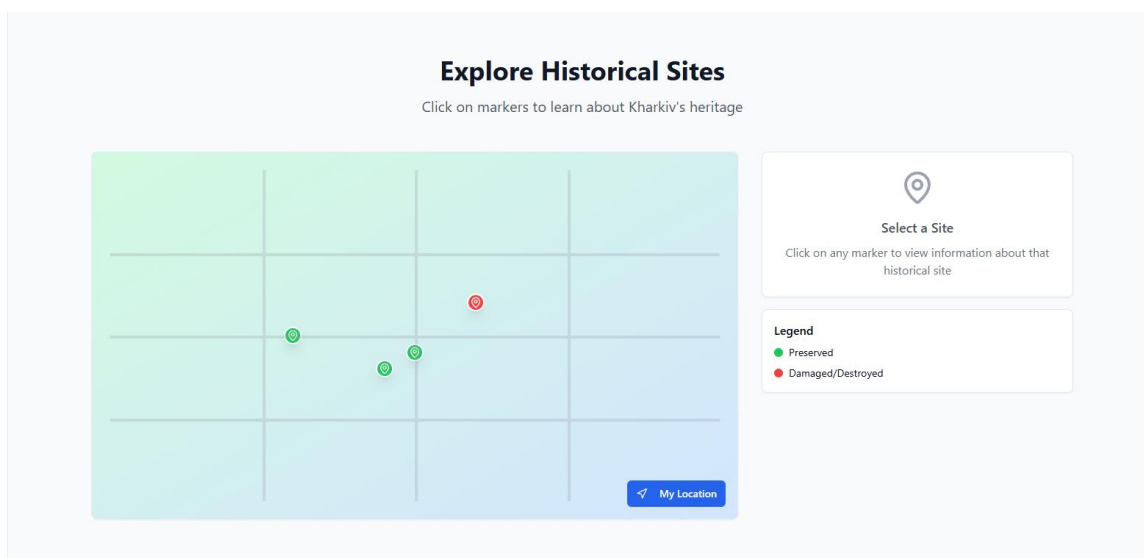 Explore Historical Sites
Click on markers to learn about Kharkiv's heritage
Select a Site
Click on any marker to view information about that
historical site
Legend
Preserved
Damaged/Destroyed
My Location